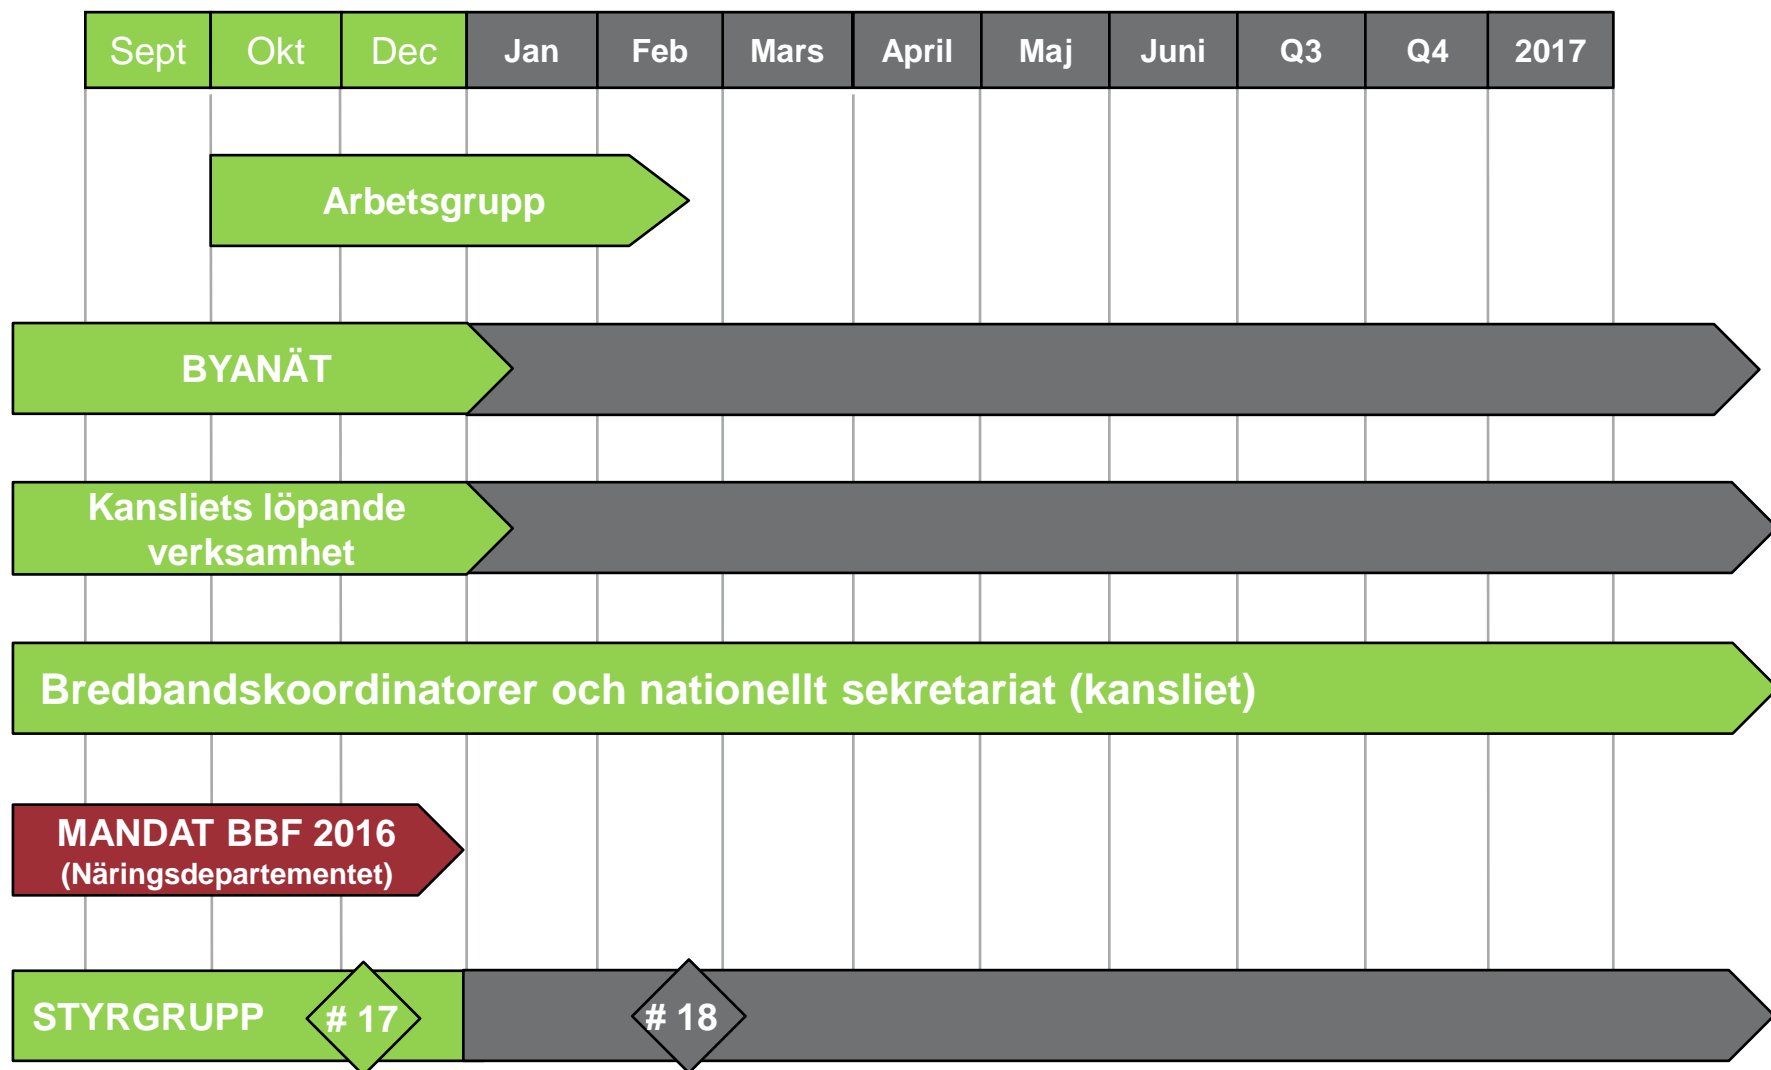 Sept Okt Dec Jan Feb Mars April Maj Juni Q3 Q4 2017
Arbetsgrupp
BYANÄT
Kansliets löpande
verksamhet
Bredbandskoordinatorer och nationellt sekretariat (kansliet)
MANDAT BBF 2016
(Näringsdepartementet)
STYRGRUPP # 17 # 18